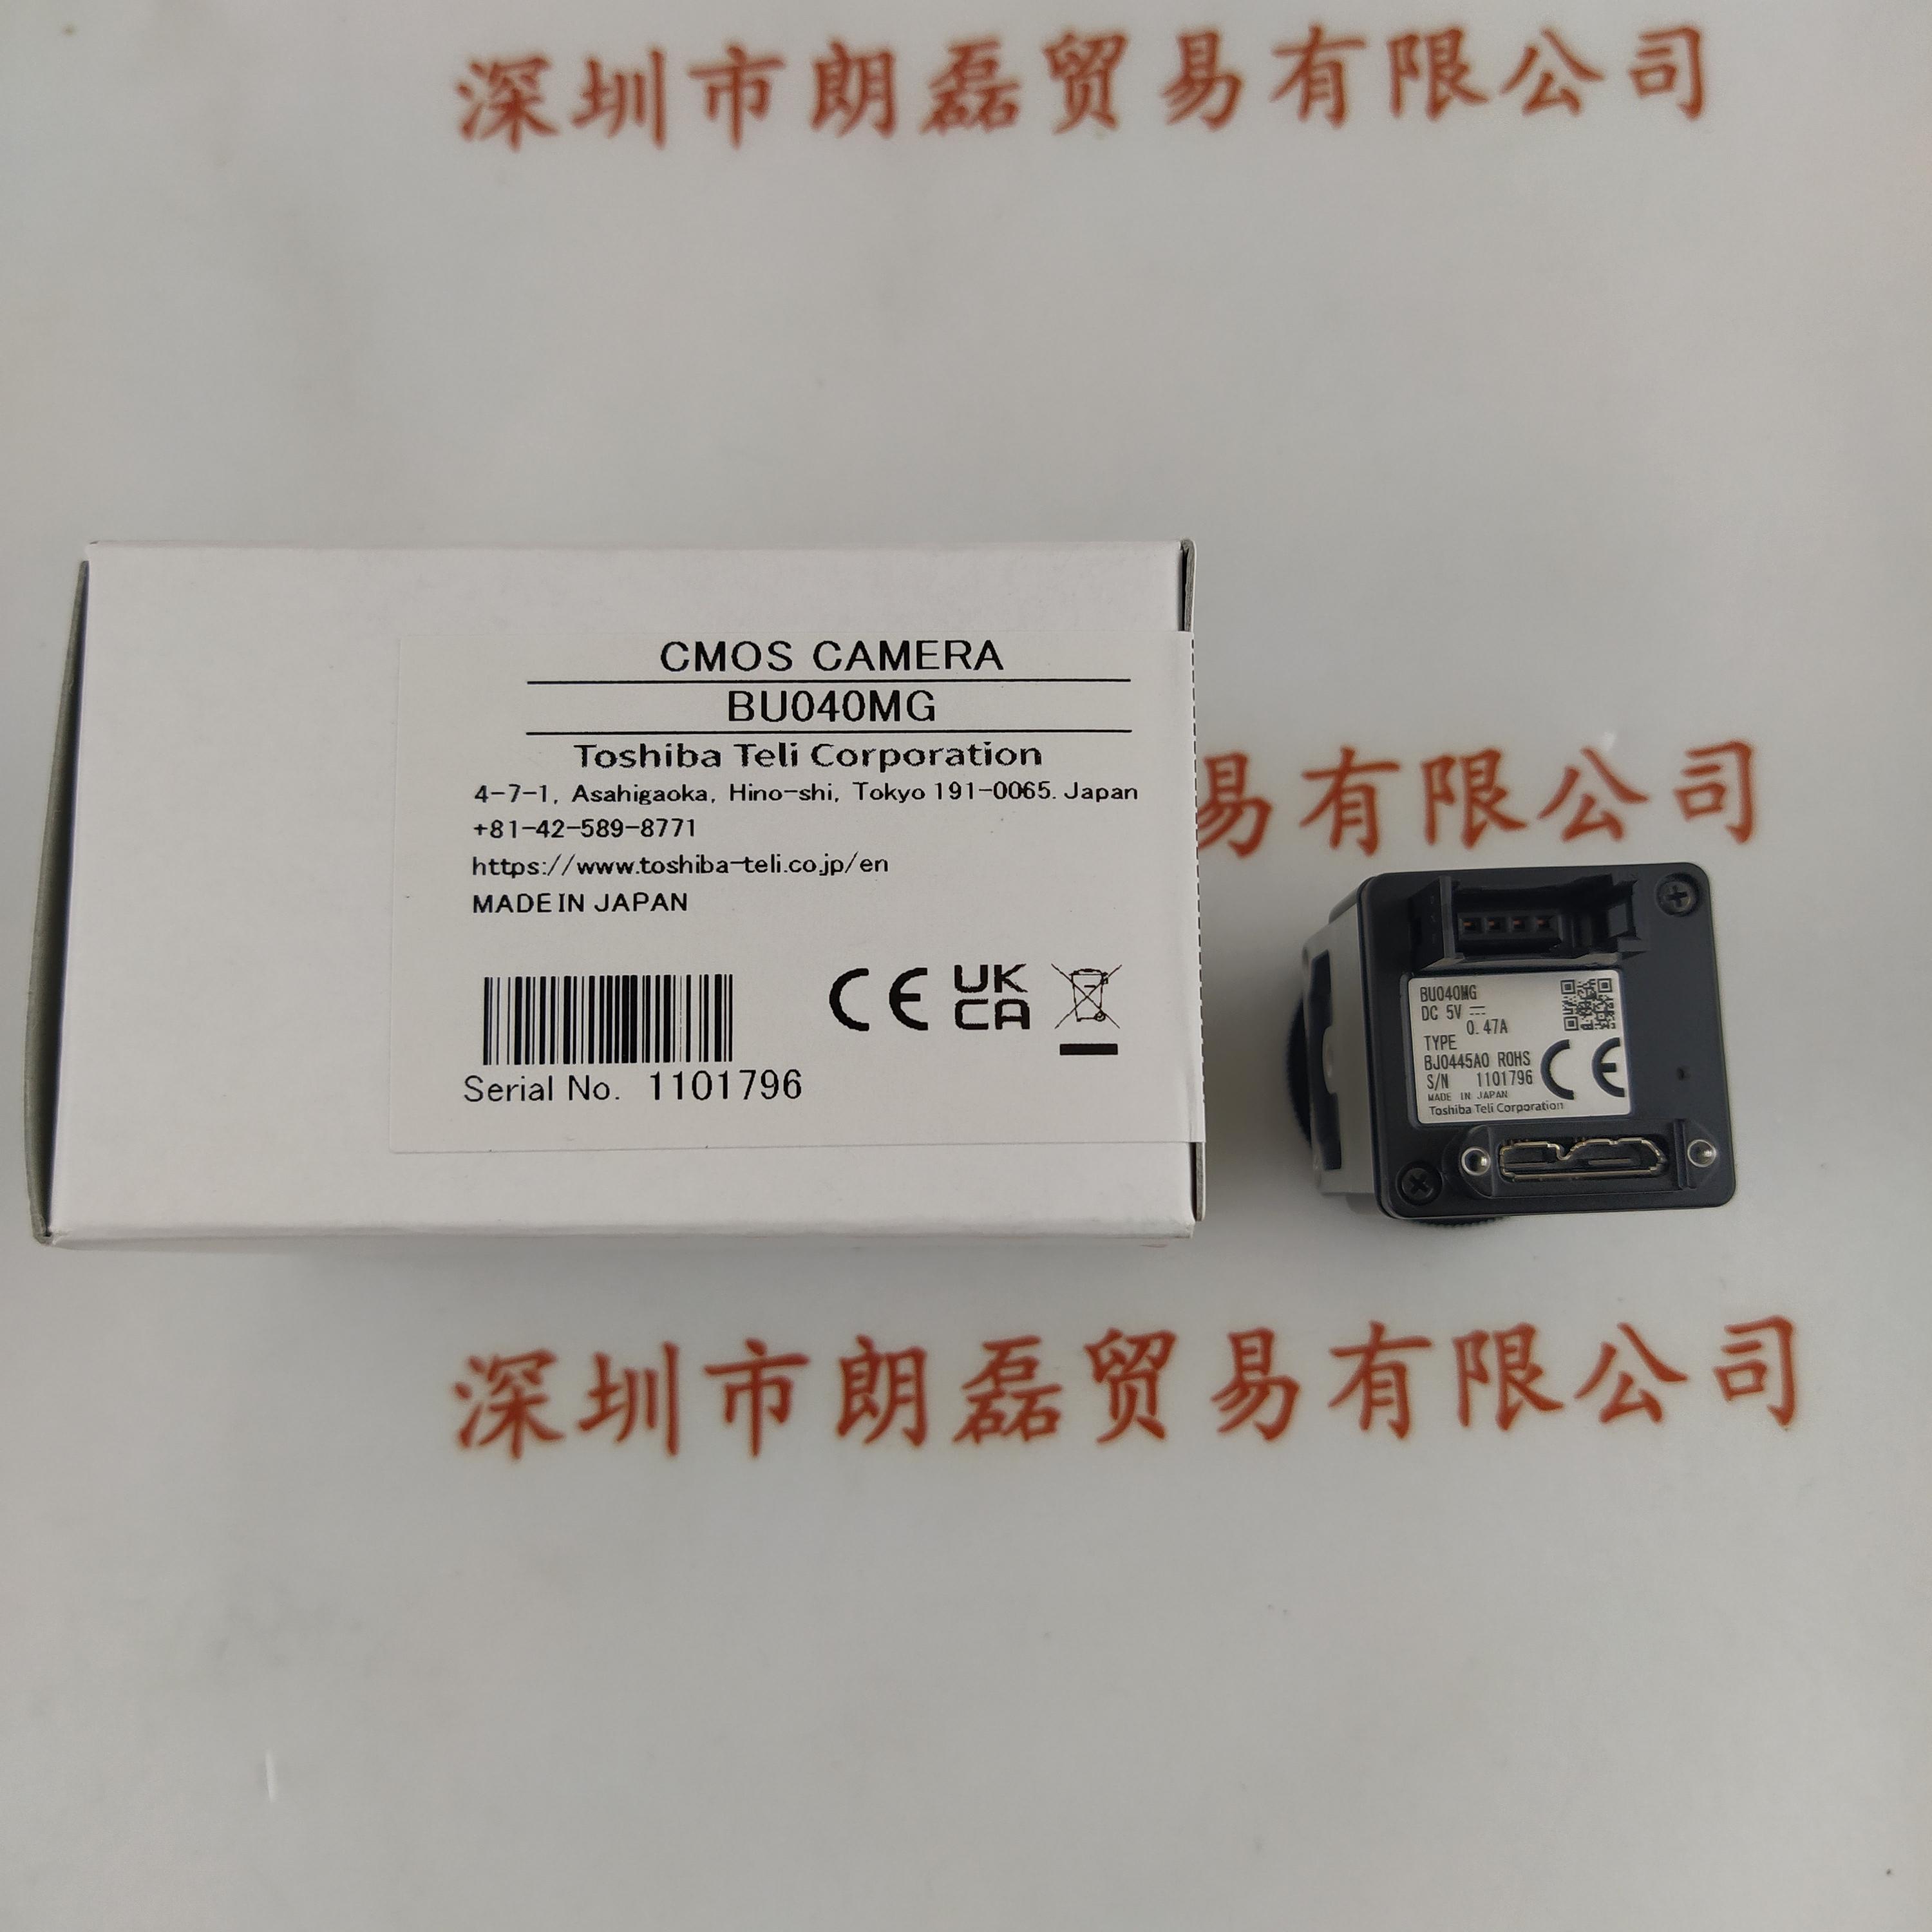 深圳市朗磊贸易有限公司
CMOS CAMERA
BU040MG
Toshiba Teli Corporation
4-7-1, Asahigaoka, Hino-shi, Tokyo 191-0065. Japan
+81-42-589-8771
https://www.toshiba-teli.co.jp/en
MADE IN JAPAN
CE UK
CA
Serial No. 1101796
易有限公司
BU040MG
DC 5V
0.47A
TYPE
BJ0445A0 ROHS
S/N 1101796
MADE IN JAPAN
Toshiba Teli Corporation
CE
深圳市朗磊贸易有限公司